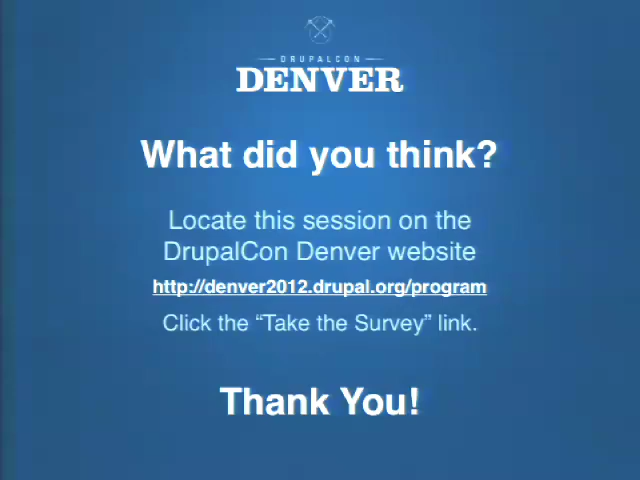 DRUPALCON
DENVER
What did you think?
Locate this session on the
DrupalCon Denver website
http://denver2012.drupal.org/program
Click the “Take the Survey” link.
Thank You!